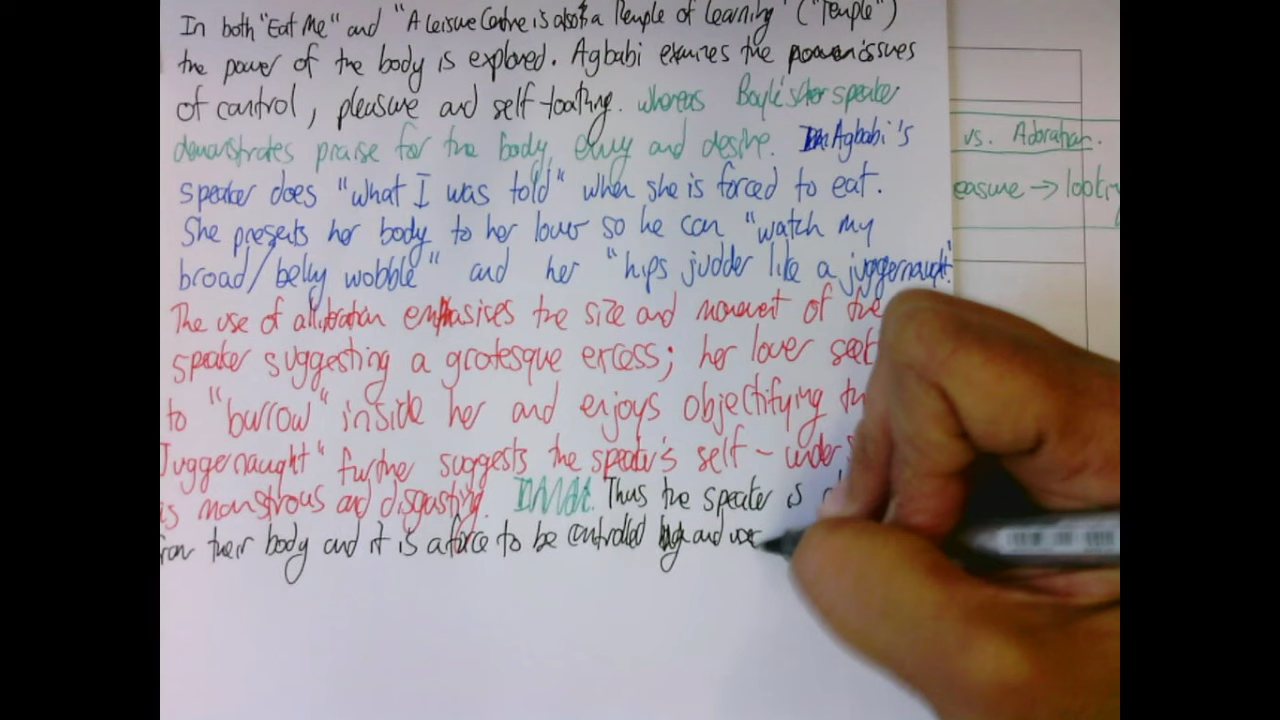 In both "Eat Me" and "A Leisure Centre is also a Temple of Learning" ("Temple")
the power of the body is explored. Agbabi examines the issues
of control, pleasure and self-loathing. whereas Boyle's speaker
demonstrates praise for the body, envy and desire. Agbabi's
speaker does "what I was told" when she is forced to eat.
She presents her body to her lover so he can "watch my
broad/belly wobble" and her "hips judder like a juggernaught".
The use of alliteration emphasises the size and movement of the
speaker suggesting a grotesque excess; her lover
to "burrow" inside her and enjoys objectifying
Juggernaught" further suggests the speaker's self-
is monstrous and disgusting. Thus the speaker is
their body and it is a force to be controlled and
vs. Adoration.
easure →